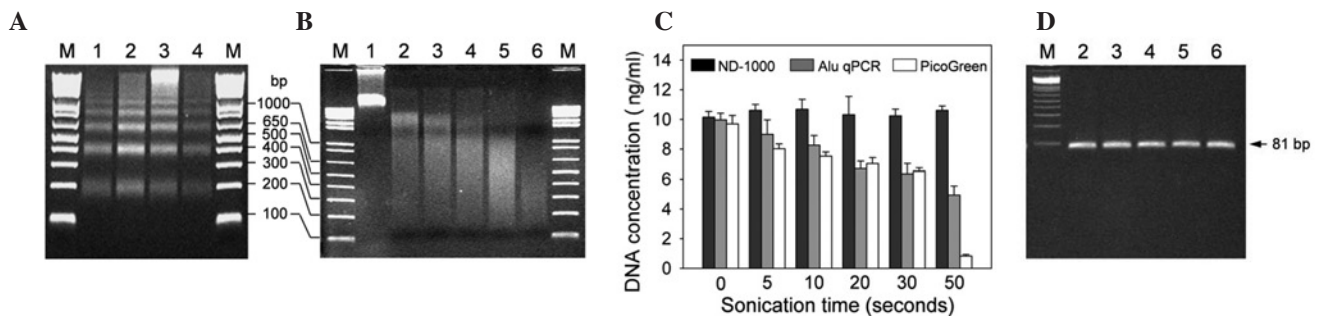 A
M 1 2 3 4 M
bp
1000
650
500
400
300
200
100
B
M 1 2 3 4 5 6 M
C
DNA concentration ( ng/ml)
14
12
10
8
6
4
2
0
ND-1000 Alu qPCR PicoGreen
0 5 10 20 30 50
Sonication time (seconds)
D
M 2 3 4 5 6
81 bp